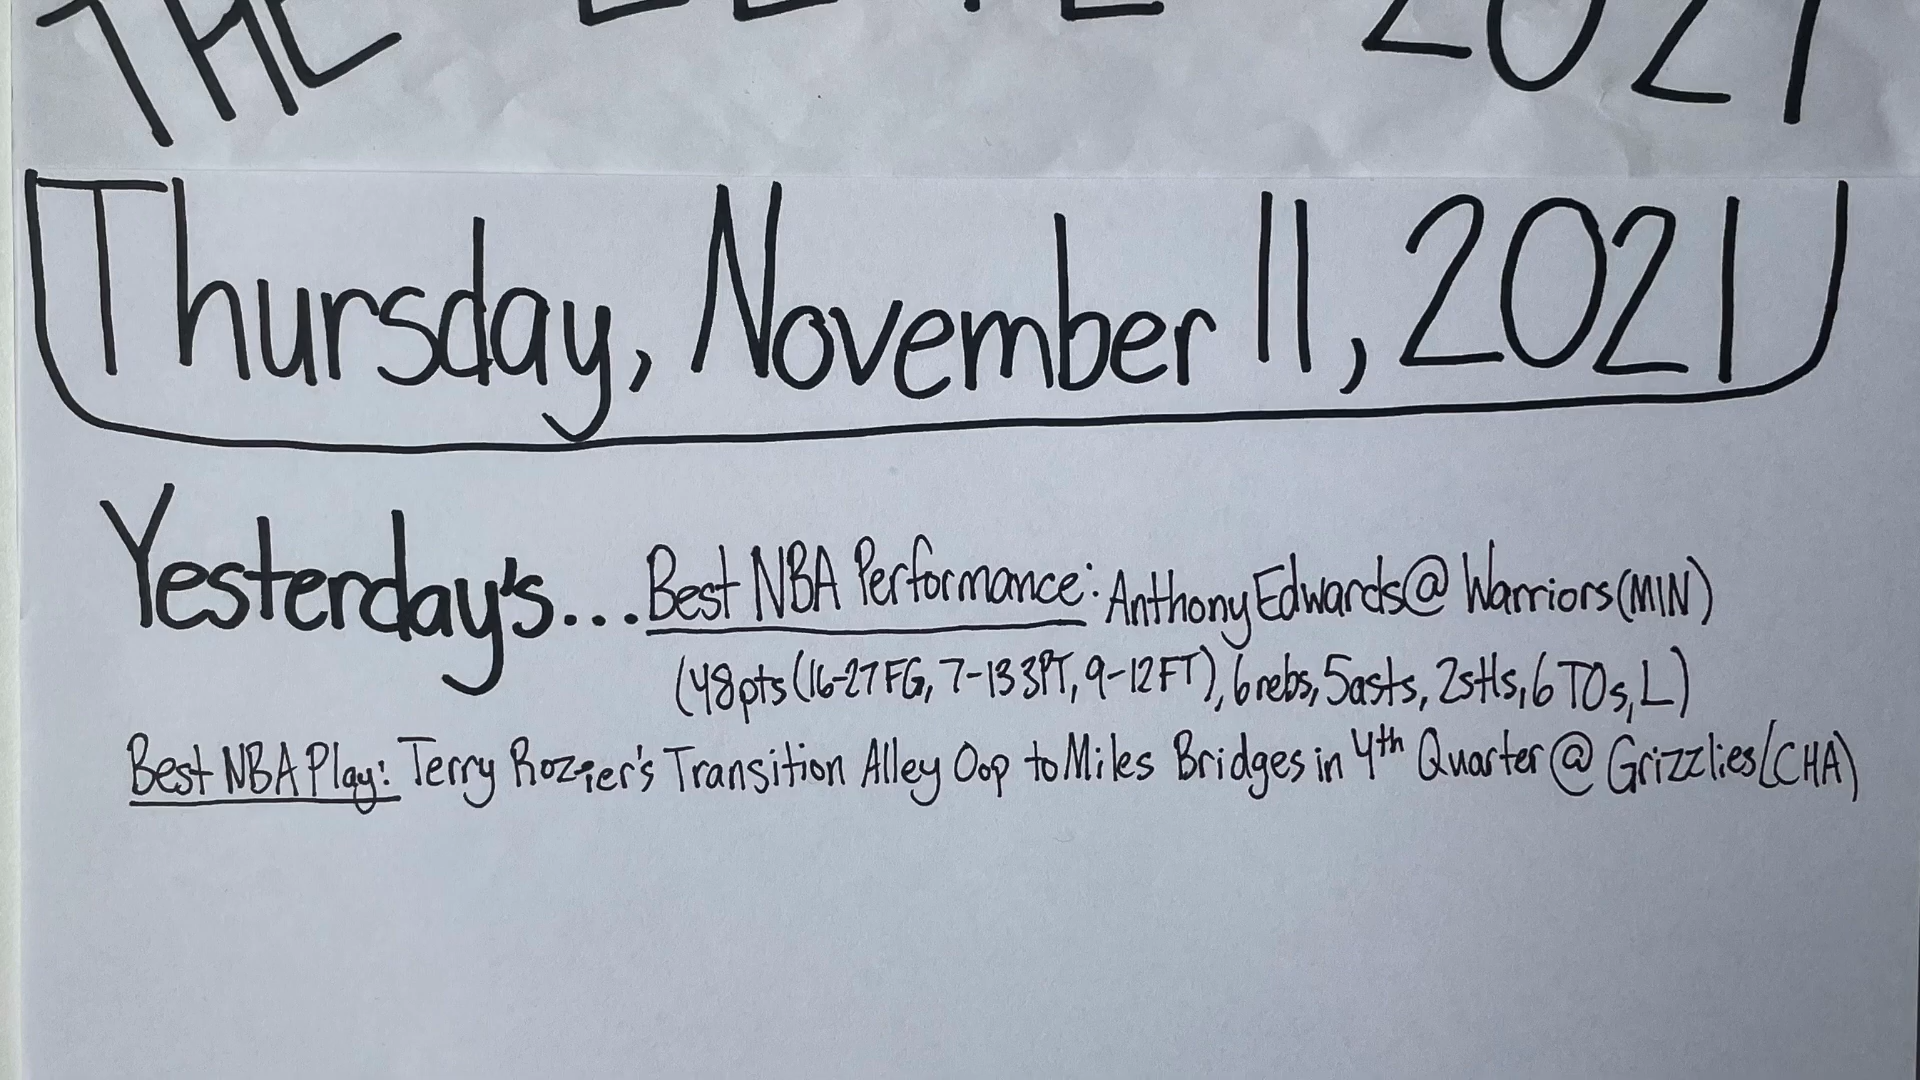 THE 2021
Thursday, November 11, 2021
Yesterday's... Best NBA Performance: Anthony Edwards @ Warriors (MIN)
(48pts (16-27 FG, 7-13 3PT, 9-12 FT), 6 rebs, 5 asts, 2 stls, 6 TOs, L)
Best NBA Play: Terry Rozier's Transition Alley Oop to Miles Bridges in 4th Quarter @ Grizzlies (CHA)